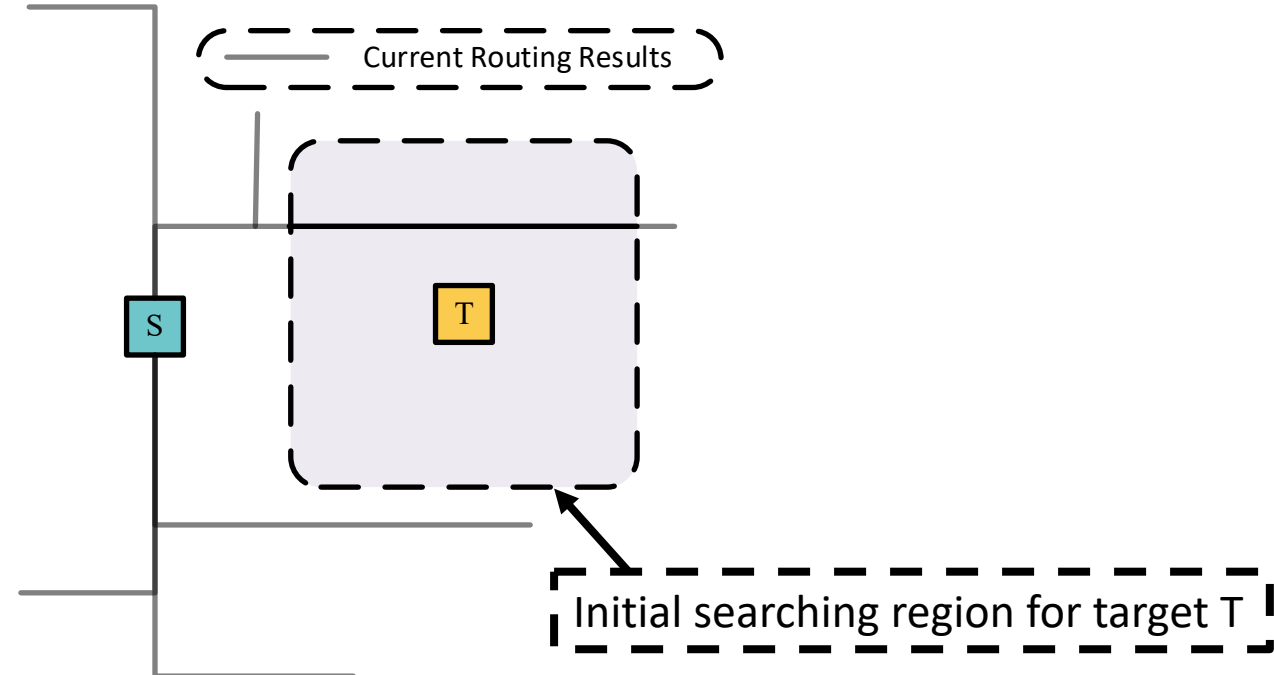 Current Routing Results
S
T
Initial searching region for target T